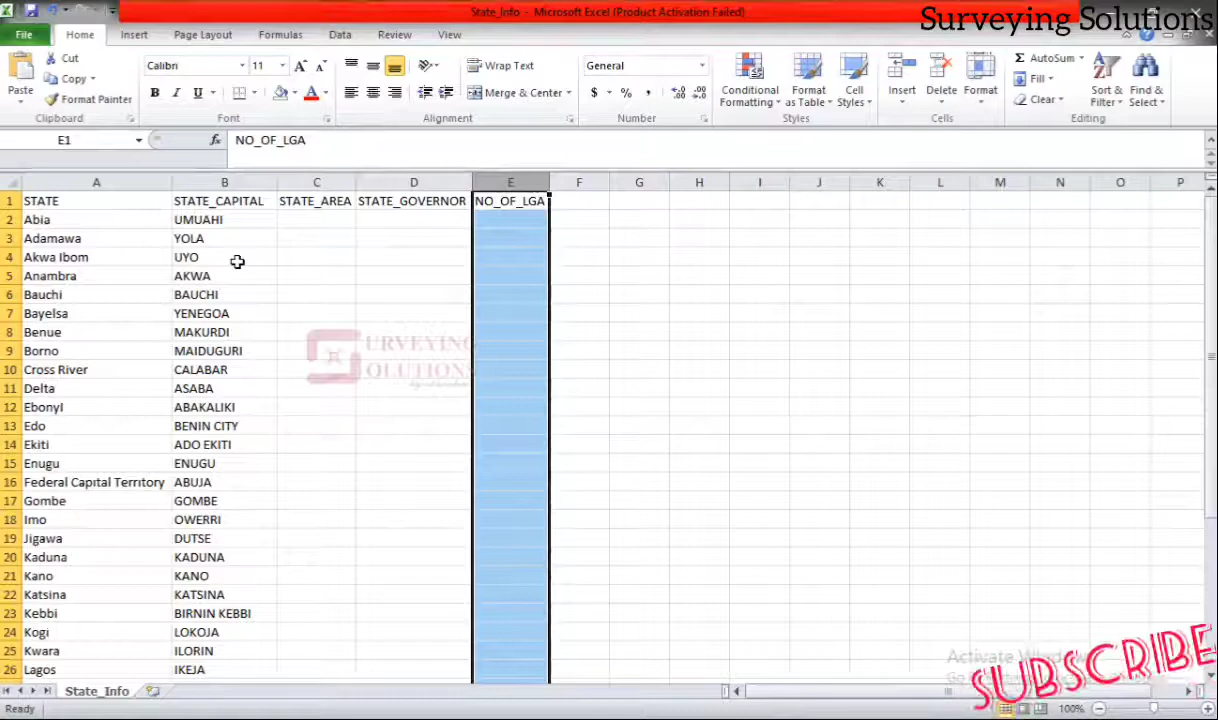 State_Info - Microsoft Excel (Product Activation Failed)
Surveying Solutions
File Home Insert Page Layout Formulas Data Review View
Paste
Cut
Copy
Format Painter
Clipboard
Calibri 11
B I U
Font
Wrap Text
Merge & Center
Alignment
General
$ % ,
Number
Conditional Formatting
Format as Table
Cell Styles
Styles
Insert Delete Format
Cells
AutoSum
Fill
Clear
Sort & Filter
Find & Select
Editing
E1 fx NO_OF_LGA
A B C D E F G H I J K L M N O P
1 STATE STATE_CAPITAL STATE_AREA STATE_GOVERNOR NO_OF_LGA
2 Abia UMUAHI
3 Adamawa YOLA
4 Akwa Ibom UYO
5 Anambra AKWA
6 Bauchi BAUCHI
7 Bayelsa YENEGOA
8 Benue MAKURDI
9 Borno MAIDUGURI
10 Cross River CALABAR
11 Delta ASABA
12 Ebonyl ABAKALIKI
13 Edo BENIN CITY
14 Ekiti ADO EKITI
15 Enugu ENUGU
16 Federal Capital Territory ABUJA
17 Gombe GOMBE
18 Imo OWERRI
19 Jigawa DUTSE
20 Kaduna KADUNA
21 Kano KANO
22 Katsina KATSINA
23 Kebbi BIRNIN KEBBI
24 Kogi LOKOJA
25 Kwara ILORIN
26 Lagos IKEJA
URVEYING
SOLUTIONS
Activate
SUBSCRIBE
State_Info
Ready 100%